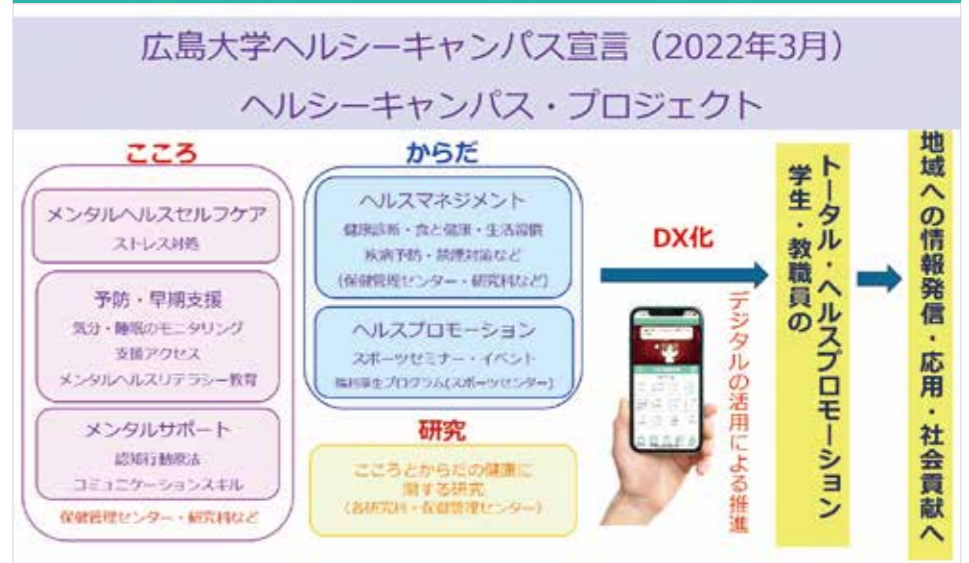 広島大学ヘルシーキャンパス宣言（2022年3月）
ヘルシーキャンパス・プロジェクト
こころ
メンタルヘルスセルフケア
ストレス対処
予防・早期支援
気分・睡眠のモニタリング
支援アクセス
メンタルヘルスリテラシー教育
メンタルサポート
認知行動療法
コミュニケーションスキル
保健管理センター・研究科など
からだ
ヘルスマネジメント
健康診断・食と健康・生活習慣
疾病予防・禁煙対策など
（保健管理センター・研究科など）
ヘルスプロモーション
スポーツセミナー・イベント
福利厚生プログラム(スポーツセンター)
研究
こころとからだの健康に
関する研究
（各研究科・保健管理センター）
DX化
デジタルの活用による推進
学生・教職員の
トータル・ヘルスプロモーション
地域への情報発信・応用・社会貢献へ